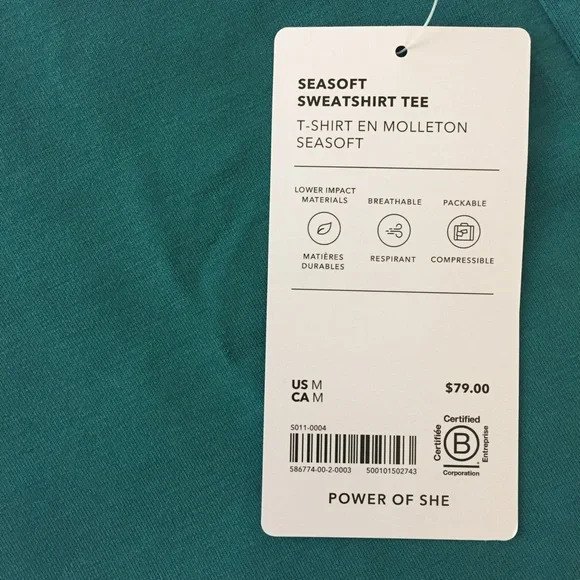 SEASOFT
SWEATSHIRT TEE
T-SHIRT EN MOLLETON
SEASOFT
LOWER IMPACT
MATERIALS
BREATHABLE
PACKABLE
MATIÈRES
DURABLES
RESPIRANT
COMPRESSIBLE
US M
CA M
$79.00
S011-0004
586774-00-2-0003 500101502743
Certified
Certifiée
B
Entreprise
Corporation
POWER OF SHE